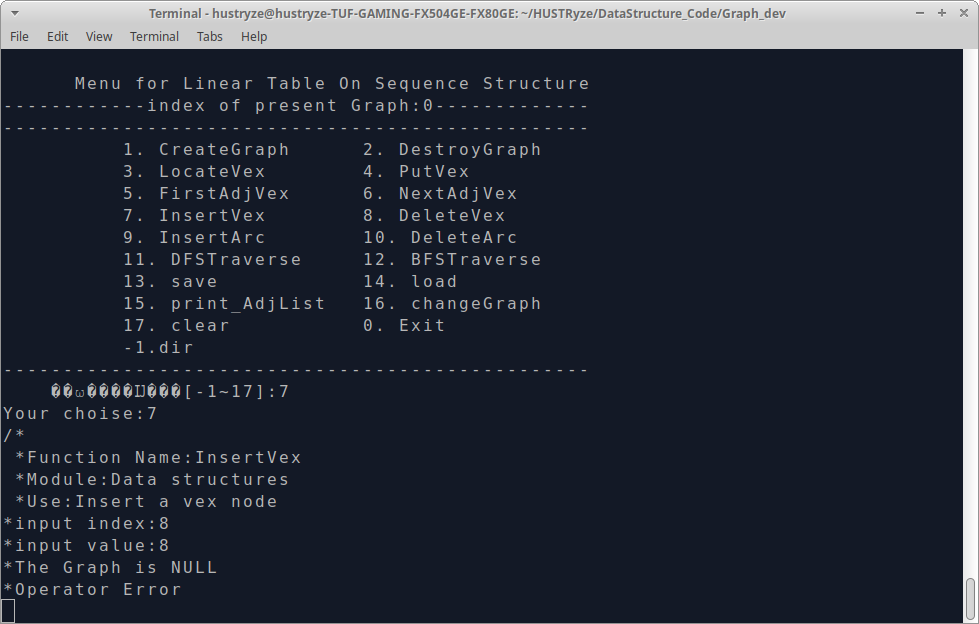 Terminal - hustryze@hustryze-TUF-GAMING-FX504GE-FX80GE: ~/HUSTRyze/DataStructure_Code/Graph_dev
File Edit View Terminal Tabs Help
Menu for Linear Table On Sequence Structure
------------index of present Graph:0-------------
-------------------------------------------------
1. CreateGraph 2. DestroyGraph
3. LocateVex 4. PutVex
5. FirstAdjVex 6. NextAdjVex
7. InsertVex 8. DeleteVex
9. InsertArc 10. DeleteArc
11. DFSTraverse 12. BFSTraverse
13. save 14. load
15. print_AdjList 16. changeGraph
17. clear 0. Exit
-1.dir
-------------------------------------------------
[-1~17]:7
Your choise:7
/*
*Function Name:InsertVex
*Module:Data structures
*Use:Insert a vex node
*input index:8
*input value:8
*The Graph is NULL
*Operator Error